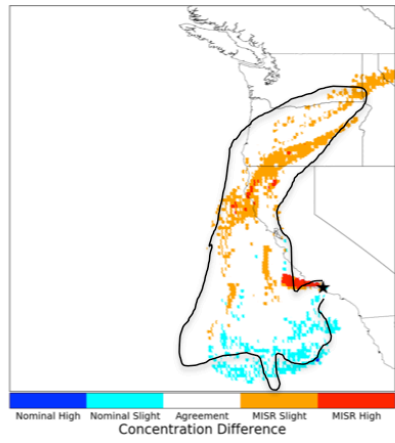 Nominal High Nominal Slight Agreement MISR Slight MISR High
Concentration Difference